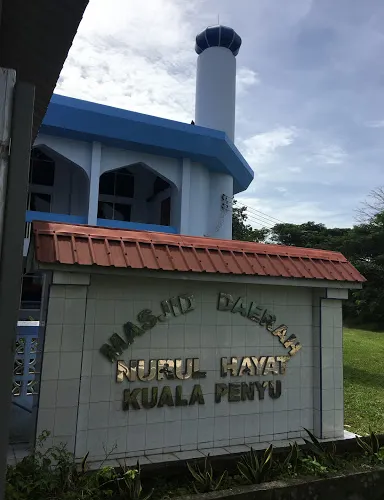 MASJID DAERAH
NURUL HAYAT
KUALA PENYU